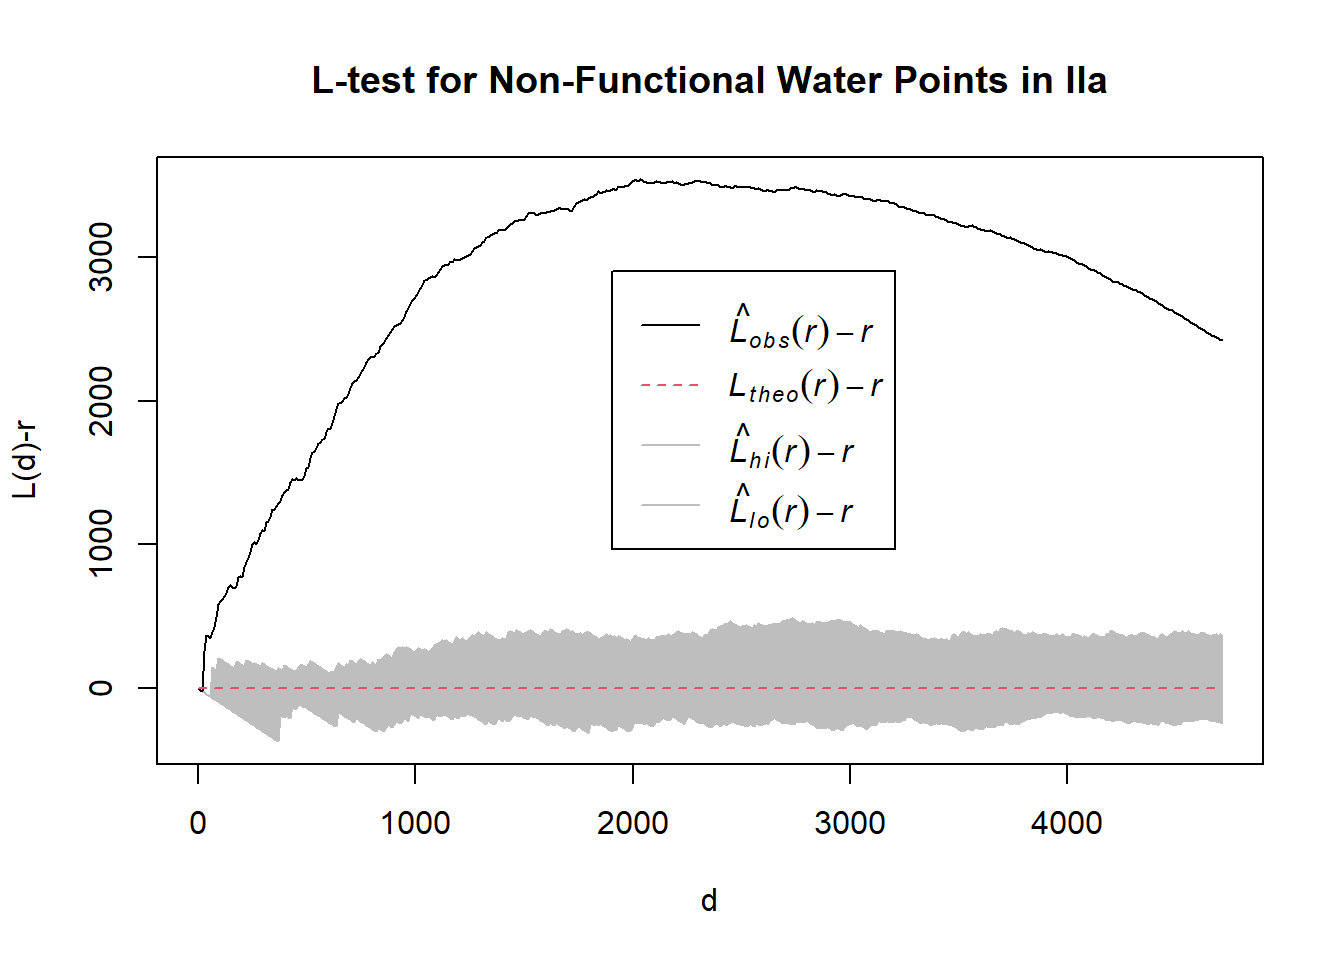 L-test for Non-Functional Water Points in Ila
L(d)-r
3000
2000
1000
0
L̂obs(r) − r
Ltheo(r) − r
L̂hi(r) − r
L̂lo(r) − r
0 1000 2000 3000 4000
d